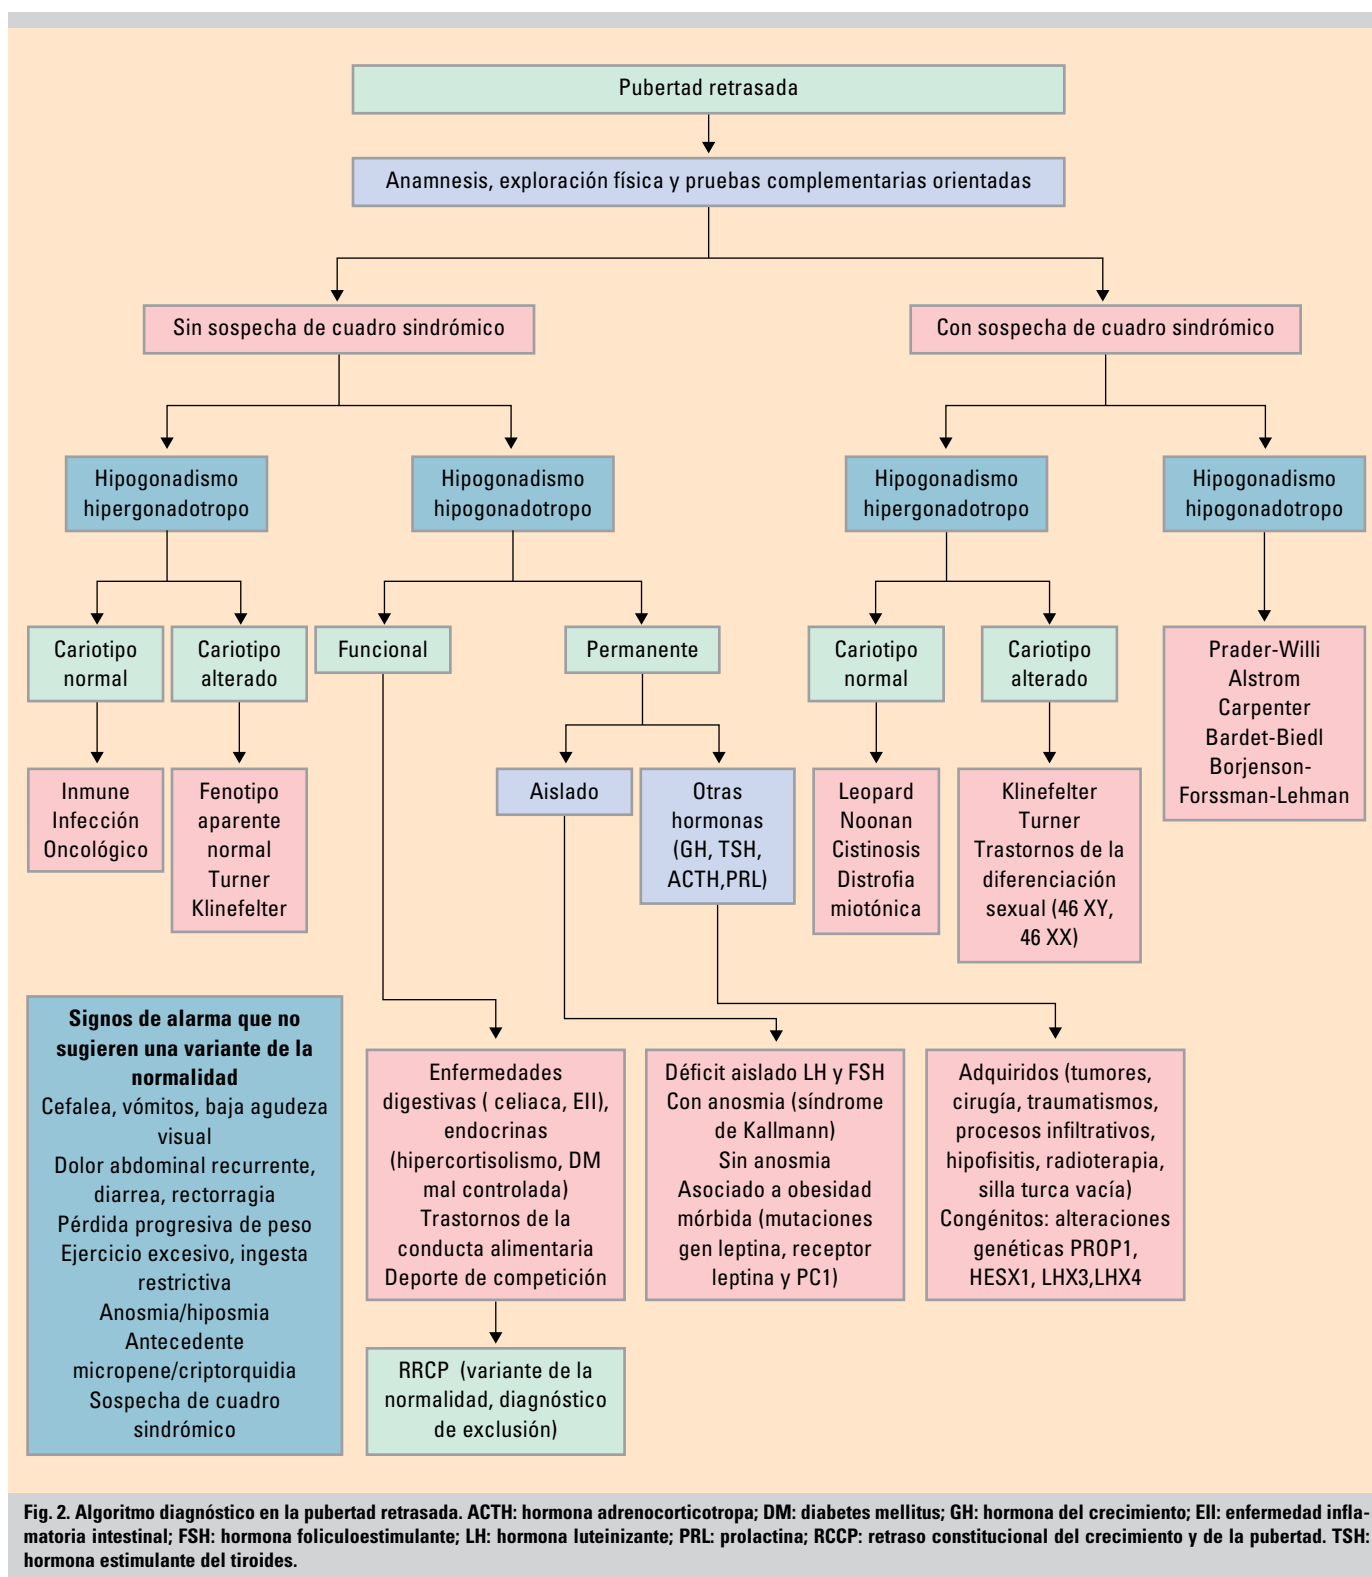 Pubertad retrasada
Anamnesis, exploración física y pruebas complementarias orientadas
Sin sospecha de cuadro sindrómico
Con sospecha de cuadro sindrómico
Hipogonadismo
hipergonadotropo
Hipogonadismo
hipogonadotropo
Hipogonadismo
hipergonadotropo
Hipogonadismo
hipogonadotropo
Cariotipo
normal
Cariotipo
alterado
Funcional
Permanente
Cariotipo
normal
Cariotipo
alterado
Prader-Willi
Alstrom
Carpenter
Bardet-Biedl
Borjenson-
Forssman-Lehman
Inmune
Infección
Oncológico
Fenotipo
aparente
normal
Turner
Klinefelter
Aislado
Otras
hormonas
(GH, TSH,
ACTH,PRL)
Leopard
Noonan
Cistinosis
Distrofia
miotónica
Klinefelter
Turner
Trastornos de la
diferenciación
sexual (46 XY,
46 XX)
Signos de alarma que no
sugieren una variante de la
normalidad
Cefalea, vómitos, baja agudeza
visual
Dolor abdominal recurrente,
diarrea, rectorragia
Pérdida progresiva de peso
Ejercicio excesivo, ingesta
restrictiva
Anosmia/hiposmia
Antecedente
micropene/criptorquidia
Sospecha de cuadro
sindrómico
Enfermedades
digestivas ( celiaca, EII),
endocrinas
(hipercortisolismo, DM
mal controlada)
Trastornos de la
conducta alimentaria
Deporte de competición
Déficit aislado LH y FSH
Con anosmia (síndrome
de Kallmann)
Sin anosmia
Asociado a obesidad
mórbida (mutaciones
gen leptina, receptor
leptina y PC1)
Adquiridos (tumores,
cirugía, traumatismos,
procesos infiltrativos,
hipofisitis, radioterapia,
silla turca vacía)
Congénitos: alteraciones
genéticas PROP1,
HESX1, LHX3,LHX4
RRCP (variante de la
normalidad, diagnóstico
de exclusión)
Fig. 2. Algoritmo diagnóstico en la pubertad retrasada. ACTH: hormona adrenocorticotropa; DM: diabetes mellitus; GH: hormona del crecimiento; EII: enfermedad infla-
matoria intestinal; FSH: hormona foliculoestimulante; LH: hormona luteinizante; PRL: prolactina; RCCP: retraso constitucional del crecimiento y de la pubertad. TSH:
hormona estimulante del tiroides.